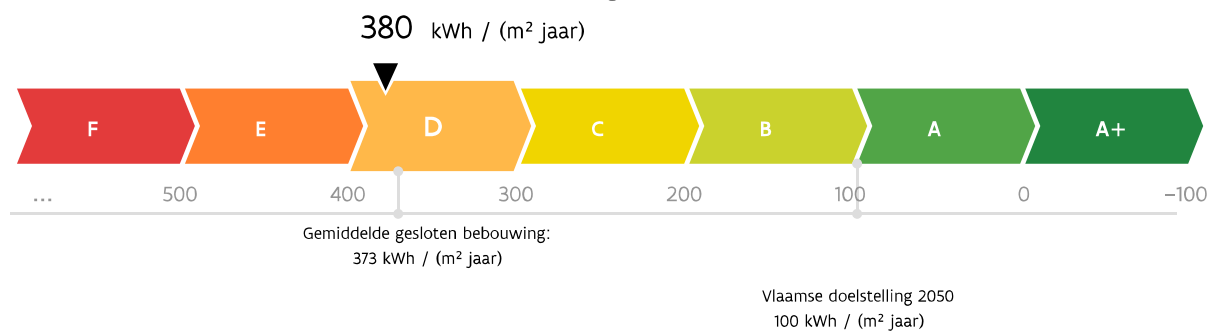 380 kWh / (m² jaar)
F E D C B A A+
... 500 400 300 200 100 0 –100
Gemiddelde gesloten bebouwing:
373 kWh / (m² jaar)
Vlaamse doelstelling 2050
100 kWh / (m² jaar)